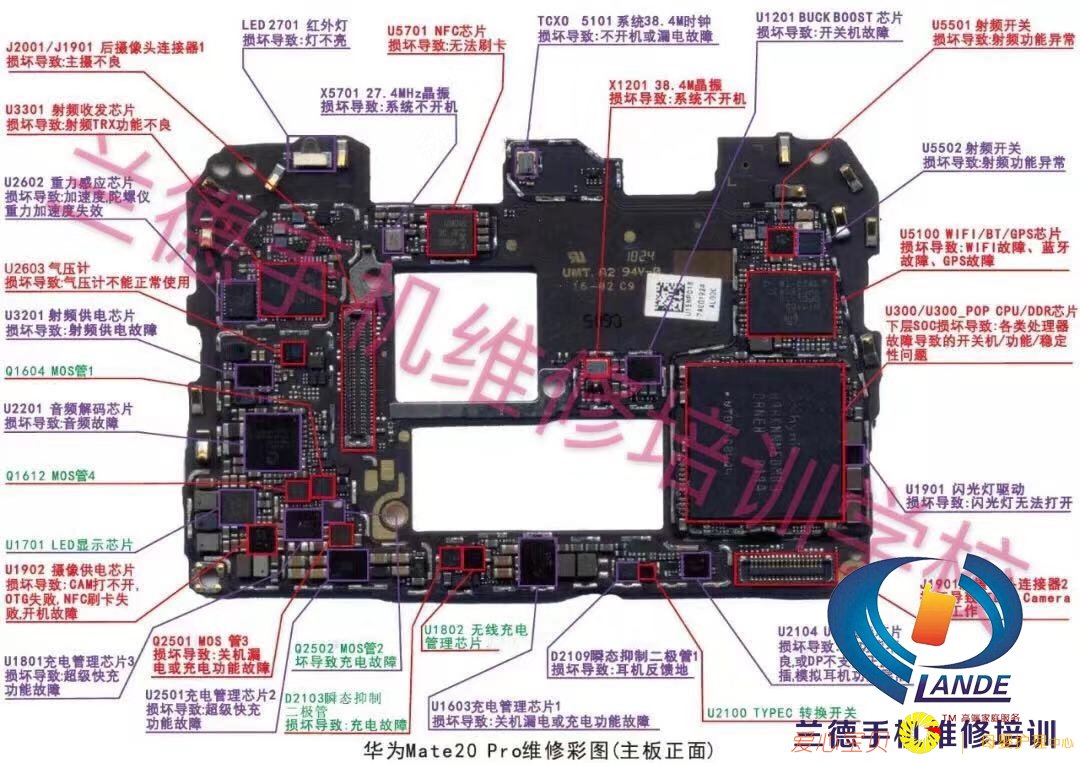 J2001/J1901 后摄像头连接器1
损坏导致:主摄不良
U3301 射频收发芯片
损坏导致:射频TRX功能不良
U2602 重力感应芯片
损坏导致:加速度,陀螺仪
重力加速度失效
U2603 气压计
损坏导致:气压计不能正常使用
U3201 射频供电芯片
损坏导致:射频供电故障
Q1604 MOS管1
U2201 音频解码芯片
损坏导致:音频故障
Q1612 MOS管4
U1701 LED显示芯片
U1902 摄像供电芯片
损坏导致:CAM打不开,
OTG失败,NFC刷卡失
败,开机故障
U1801充电管理芯片3
损坏导致:超级快充
功能故障
LED 2701 红外灯
损坏导致:灯不亮
X5701 27.4MHz晶振
损坏导致:系统不开机
U5701 NFC芯片
损坏导致:无法刷卡
TCXO 5101 系统38.4M时钟
损坏导致:不开机或漏电故障
X1201 38.4M晶振
损坏导致:系统不开机
U1201 BUCK BOOST 芯片
损坏导致:开关机故障
U5501 射频开关
损坏导致:射频功能异常
U5502 射频开关
损坏导致:射频功能异常
U5100 WIFI/BT/GPS芯片
损坏导致:WIFI故障、蓝牙
故障、GPS故障
U300/U300_POP CPU/DDR芯片
下层SOC损坏导致:各类处理器
故障导致的开关机/功能/稳定
性问题
U1901 闪光灯驱动
损坏导致:闪光灯无法打开
1824
UMT.A2 94V-0
16-02 C9
兰德手机维修培训学校
Q2501 MOS 管3
损坏导致:关机漏
电或充电功能故障
U2501充电管理芯片2
损坏导致:超级快充
功能故障
Q2502 MOS管2
坏导致充电故障
D2103瞬态抑制
二极管
损坏导致:充电故障
U1802 无线充电
管理芯片
U1603充电管理芯片1
损坏导致:关机漏电或充电功能故障
D2109瞬态抑制二极管1
损坏导致:耳机反馈地
U2100 TYPEC 转换开关
J1901 头连接器2
Camera
工作
U2104 U 片
损坏导致:
良,或DP不支
插,模拟耳机功
LANDE
TM 高端家庭服务
兰德手机维修培训
爱心宝贝
中心
华为Mate20 Pro维修彩图(主板正面)